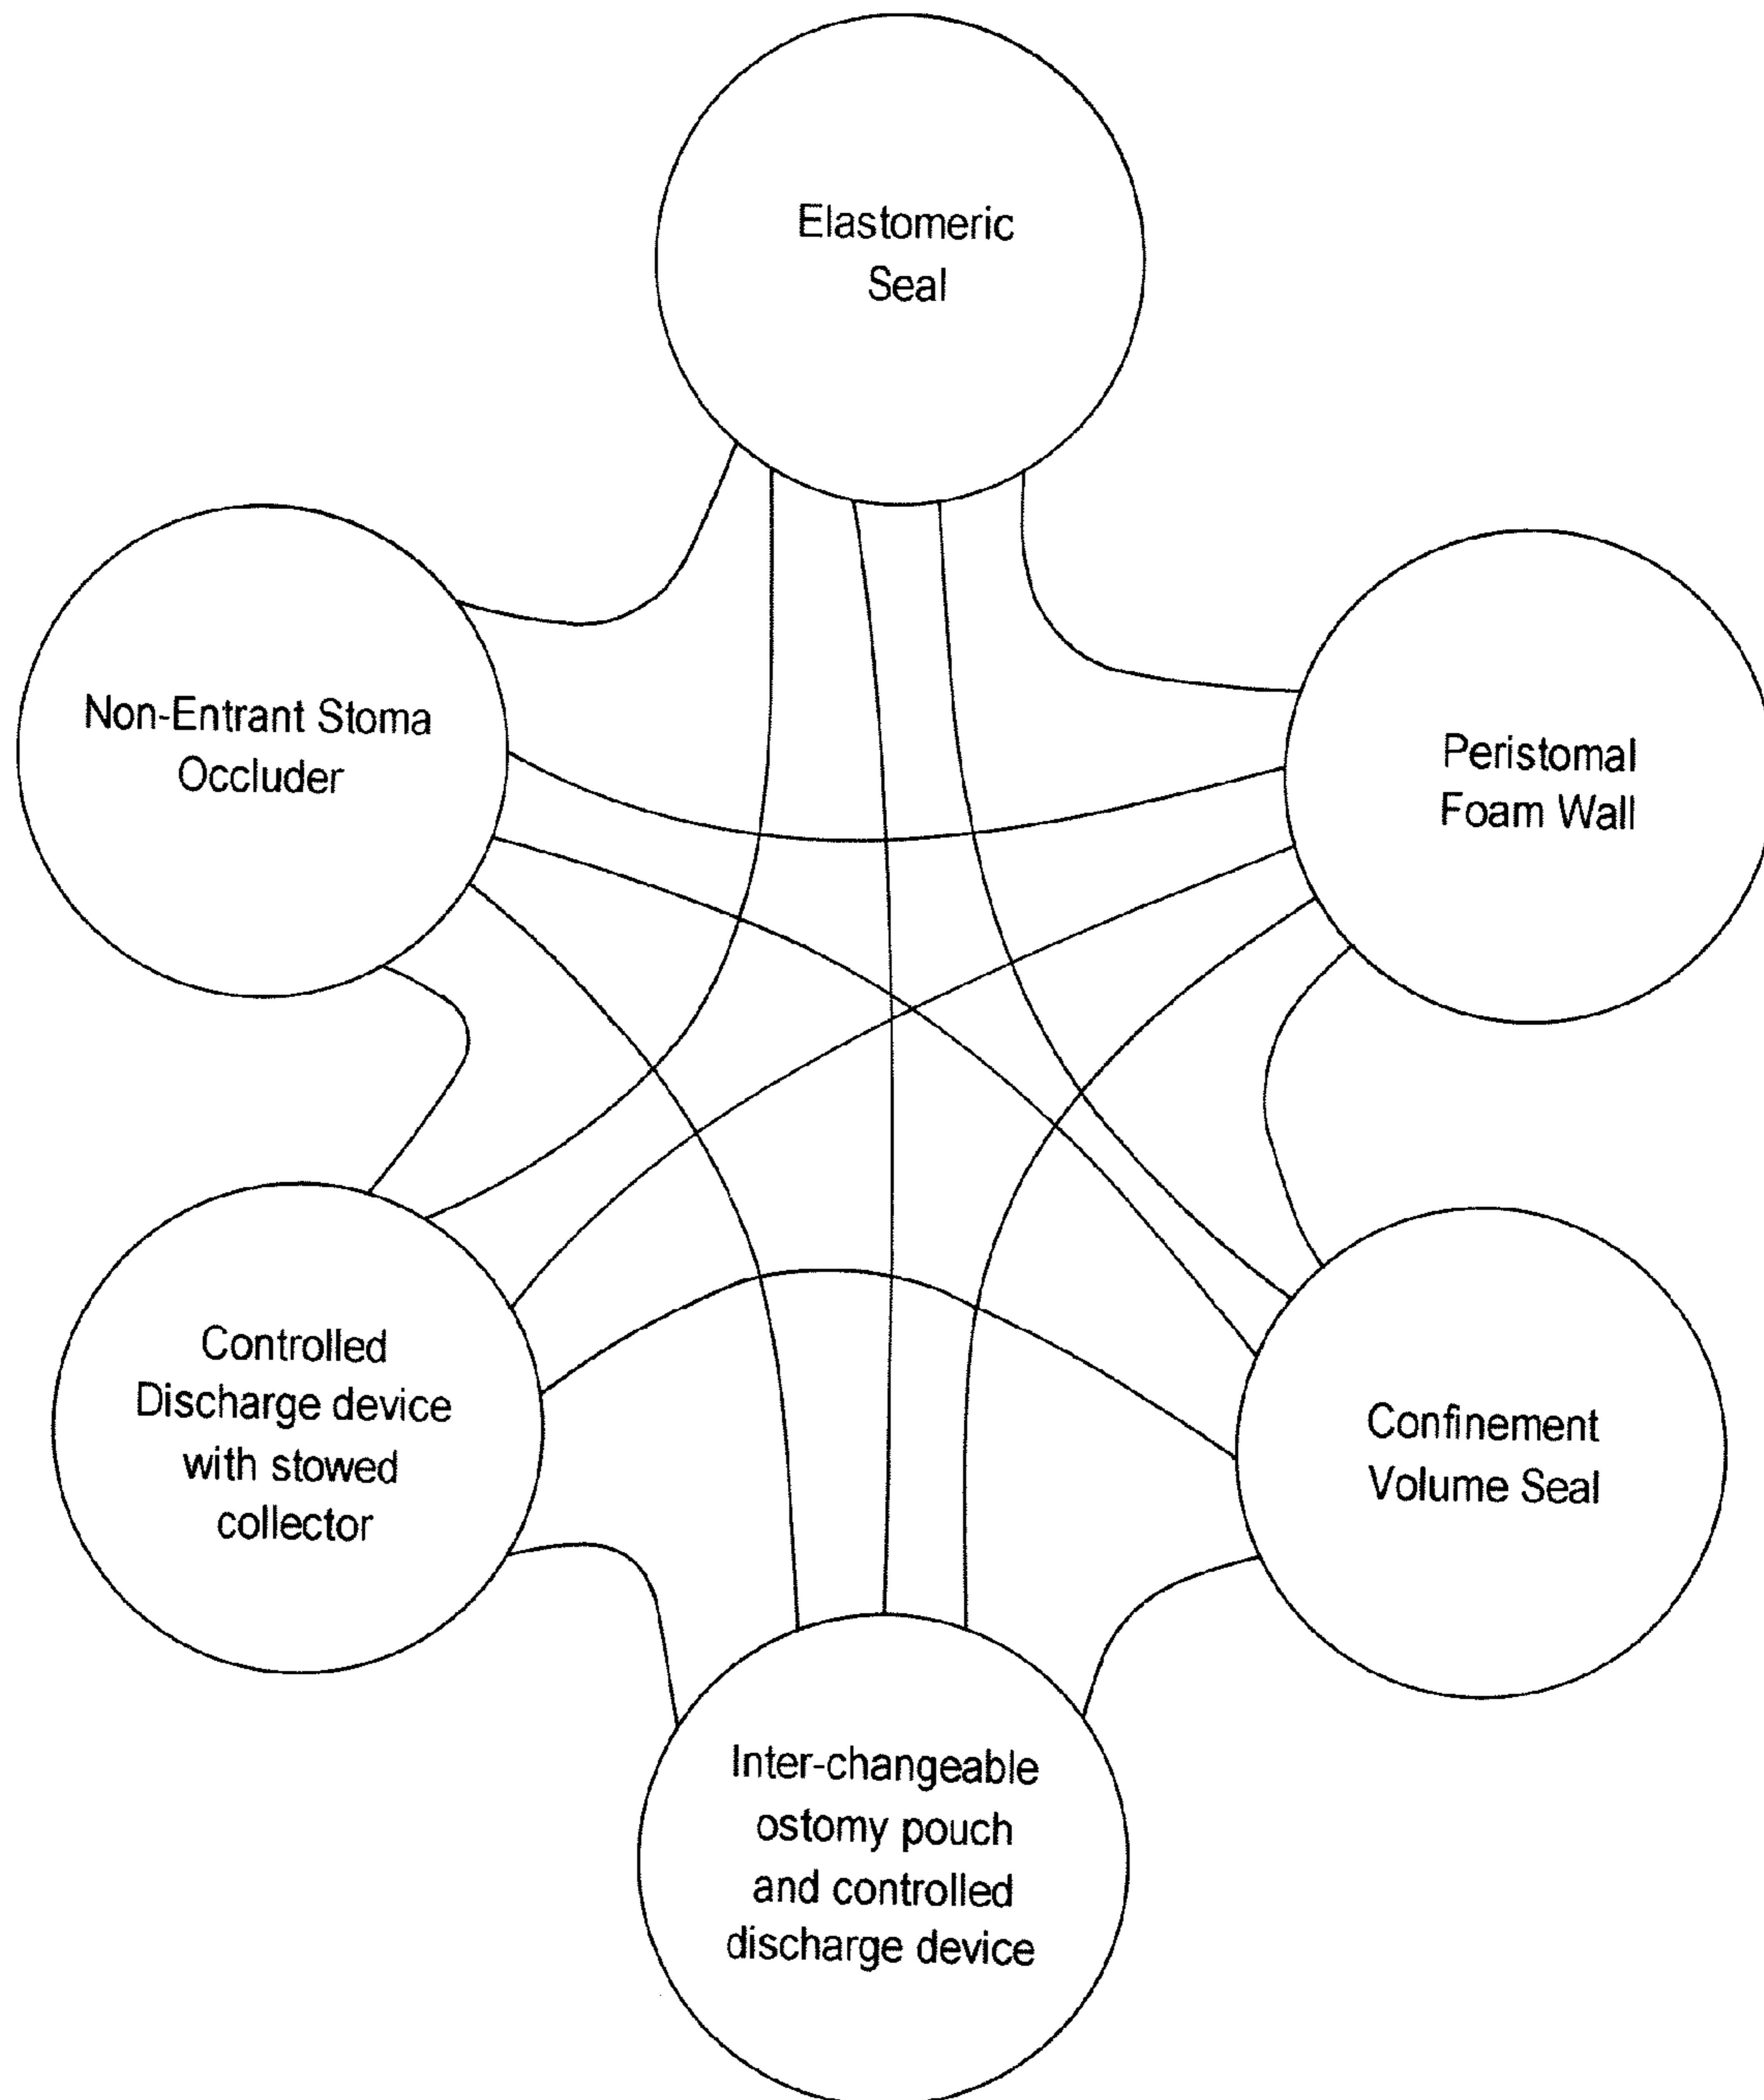 Elastomeric
Seal
Non-Entrant Stoma
Occluder
Peristomal
Foam Wall
Controlled
Discharge device
with stowed
collector
Confinement
Volume Seal
Inter-changeable
ostomy pouch
and controlled
discharge device